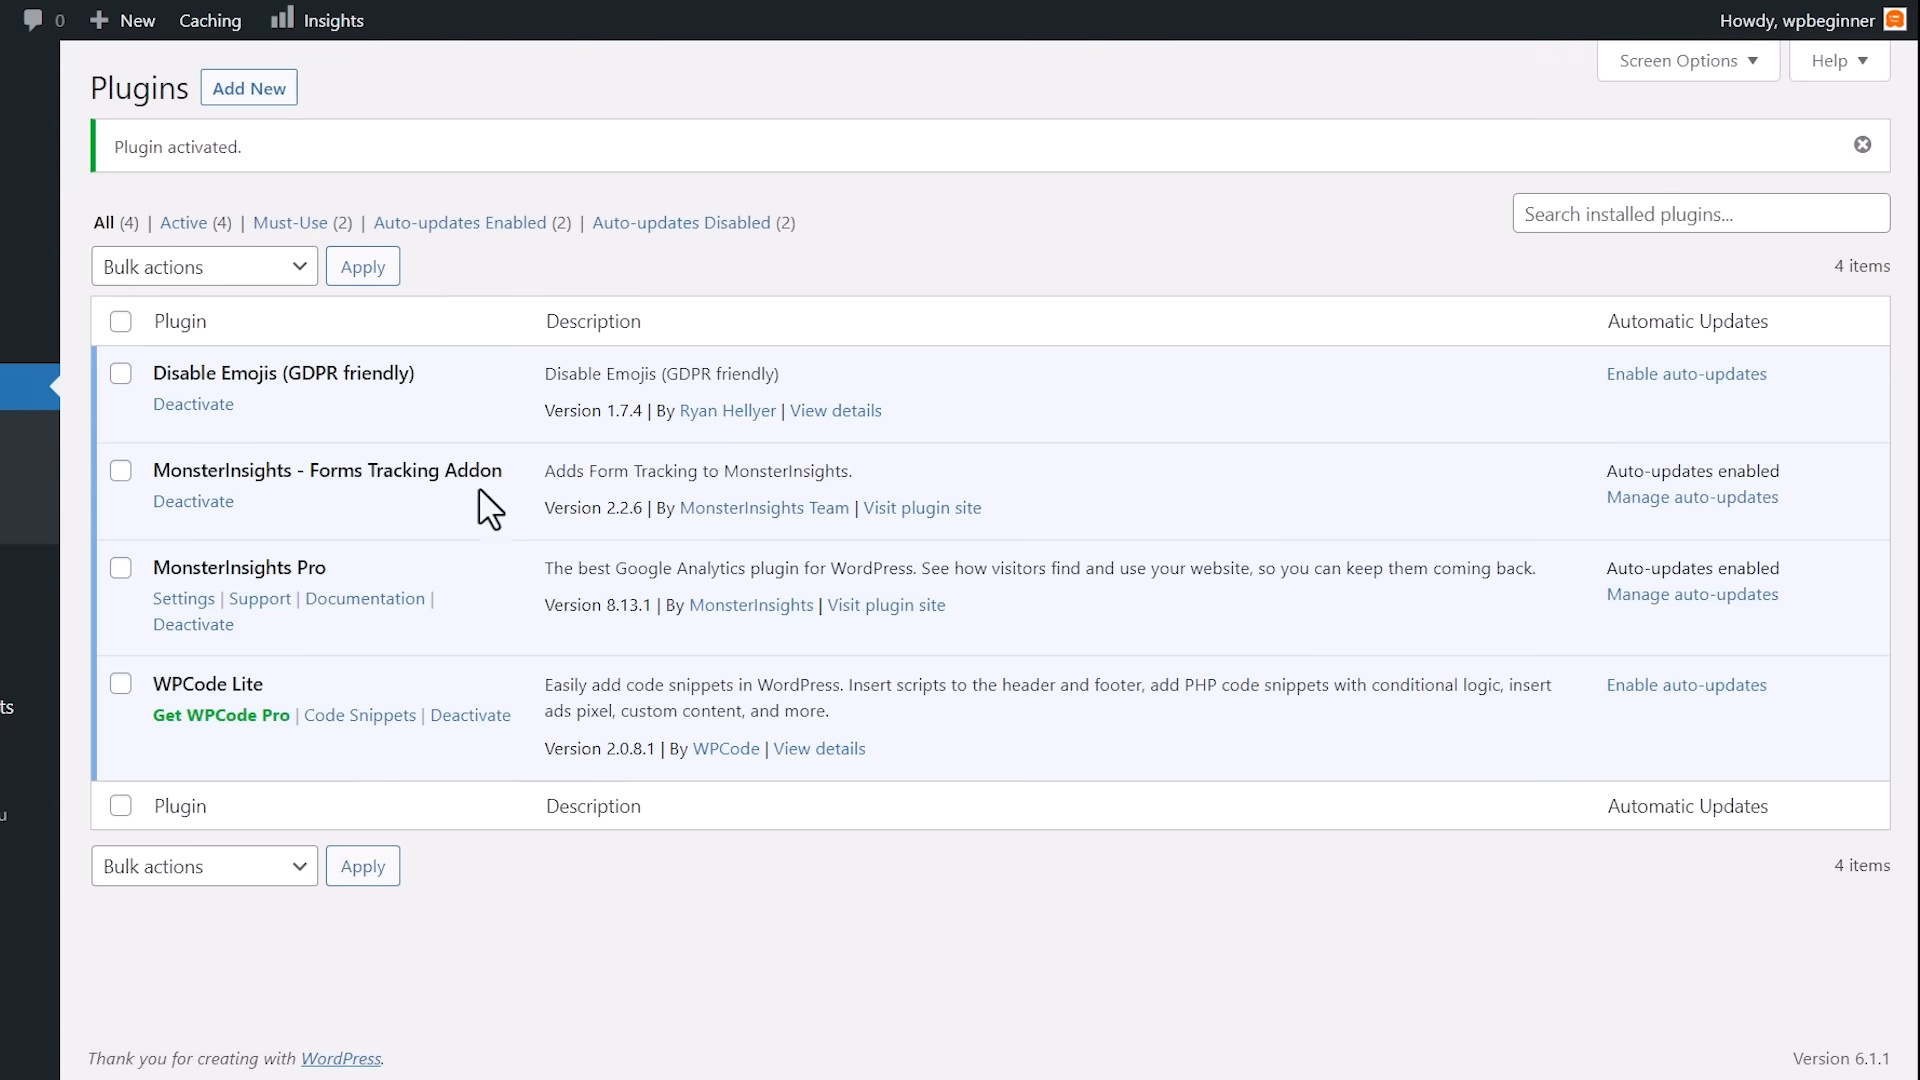 0 New Caching Insights Howdy, wpbeginner
Screen Options Help
Plugins Add New
Plugin activated.
All (4) | Active (4) | Must-Use (2) | Auto-updates Enabled (2) | Auto-updates Disabled (2)
Search installed plugins...
Bulk actions Apply 4 items
Plugin Description Automatic Updates
Disable Emojis (GDPR friendly)
Deactivate
Disable Emojis (GDPR friendly)
Version 1.7.4 | By Ryan Hellyer | View details
Enable auto-updates
MonsterInsights - Forms Tracking Addon
Deactivate
Adds Form Tracking to MonsterInsights.
Version 2.2.6 | By MonsterInsights Team | Visit plugin site
Auto-updates enabled
Manage auto-updates
MonsterInsights Pro
Settings | Support | Documentation |
Deactivate
The best Google Analytics plugin for WordPress. See how visitors find and use your website, so you can keep them coming back.
Version 8.13.1 | By MonsterInsights | Visit plugin site
Auto-updates enabled
Manage auto-updates
WPCode Lite
Get WPCode Pro | Code Snippets | Deactivate
Easily add code snippets in WordPress. Insert scripts to the header and footer, add PHP code snippets with conditional logic, insert
ads pixel, custom content, and more.
Version 2.0.8.1 | By WPCode | View details
Enable auto-updates
ts
u
Plugin Description Automatic Updates
Bulk actions Apply 4 items
Thank you for creating with WordPress. Version 6.1.1